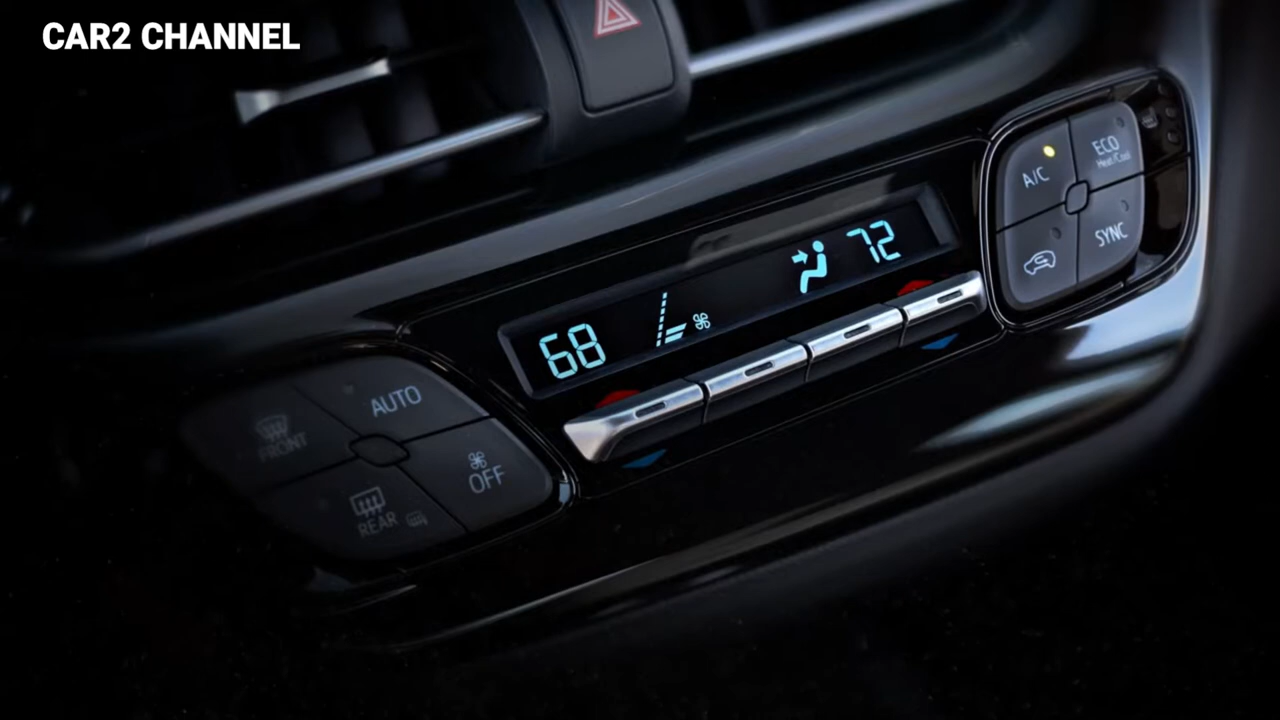 CAR2 CHANNEL
A/C
ECO
Heat/Cool
SYNC
68
72
AUTO
FRONT
OFF
REAR